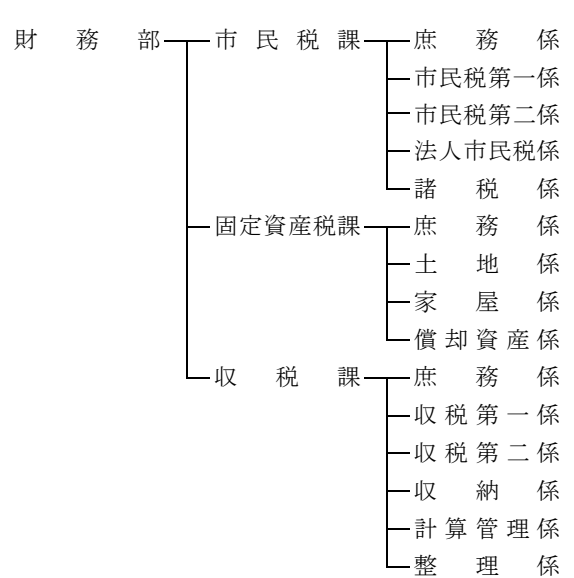 財務部 市民税課 庶務係
市民税第一係
市民税第二係
法人市民税係
諸税係
固定資産税課 庶務係
土地係
家屋係
償却資産係
収税課 庶務係
収税第一係
収税第二係
収納係
計算管理係
整理係